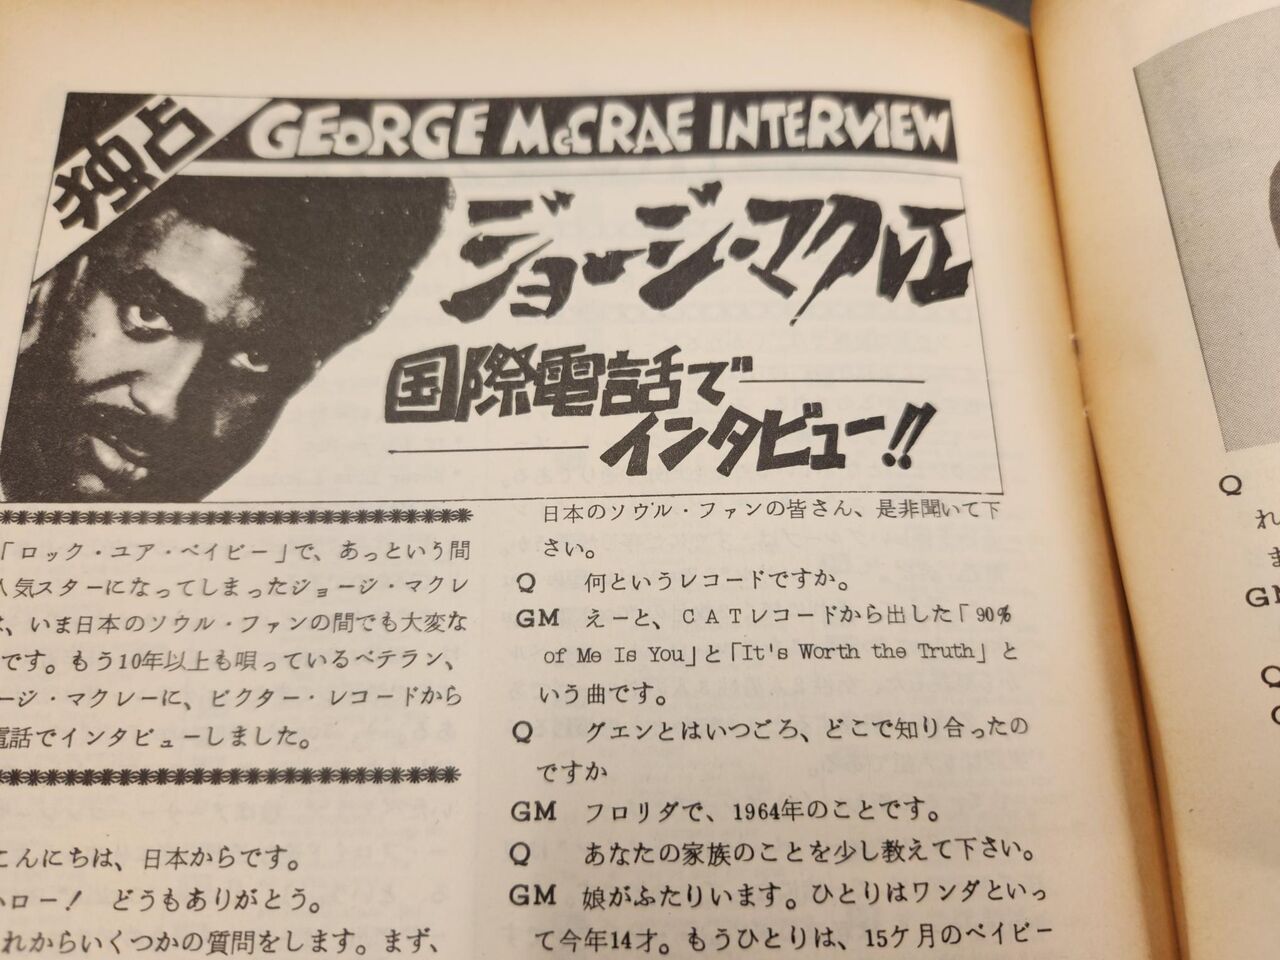 独占
GEORGE McCRAE INTERVIEW
ジョージ・マクレエ
国際電話で
インタビュー!!
「ロック・ユア・ベイビー」で、あっという間
人気スターになってしまったジョージ・マクレ
、いま日本のソウル・ファンの間でも大変な
です。もう10年以上も唄っているベテラン、
ージ・マクレーに、ビクター・レコードから
電話でインタビューしました。
こんにちは、日本からです。
ハロー! どうもありがとう。
れからいくつかの質問をします。まず、
日本のソウル・ファンの皆さん、是非聞いて下
さい。
Q 何というレコードですか。
GM えーと、CATレコードから出した「90%
of Me Is You」と「It's Worth the Truth」と
いう曲です。
Q グエンとはいつごろ、どこで知り合ったの
ですか
GM フロリダで、1964年のことです。
Q あなたの家族のことを少し教えて下さい。
GM 娘がふたりいます。ひとりはワンダといっ
て今年14才。もうひとりは、15ケ月のベイビー
Q
れ
ま
GM
Q